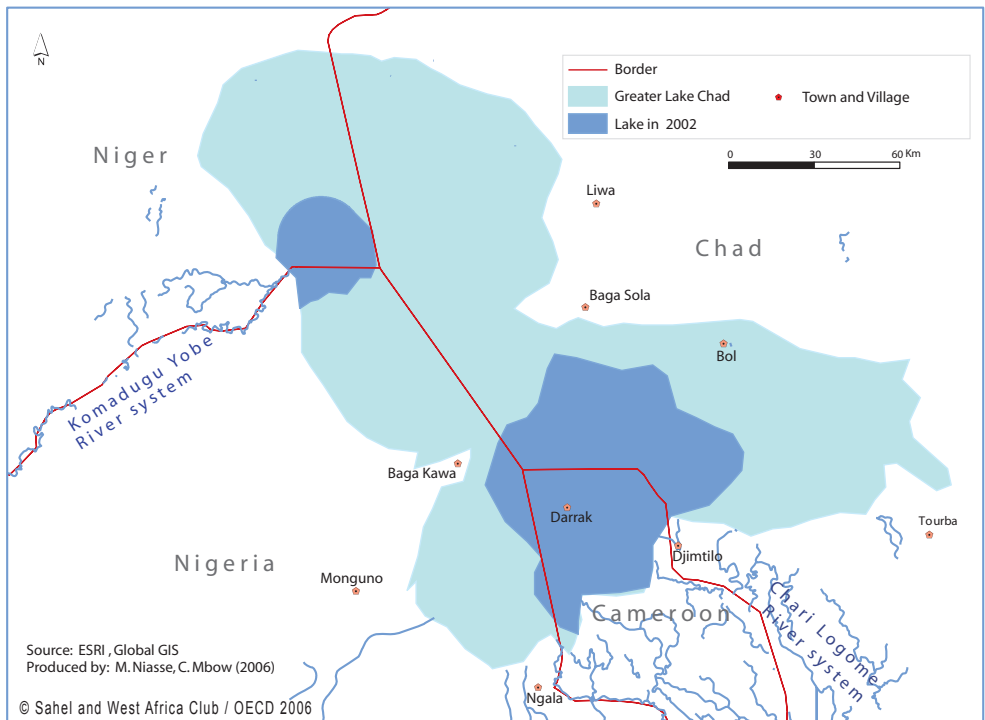 N
Border
Greater Lake Chad
Town and Village
Lake in 2002
0 30 60 Km
Niger
Liwa
Chad
Baga Sola
Bol
Komadugu Yobe
River system
Baga Kawa
Darrak
Tourba
Djimtilo
Nigeria
Monguno
Cameroon
Chari Logome
River system
Ngala
Source: ESRI , Global GIS
Produced by: M. Niasse, C. Mbow (2006)
© Sahel and West Africa Club / OECD 2006